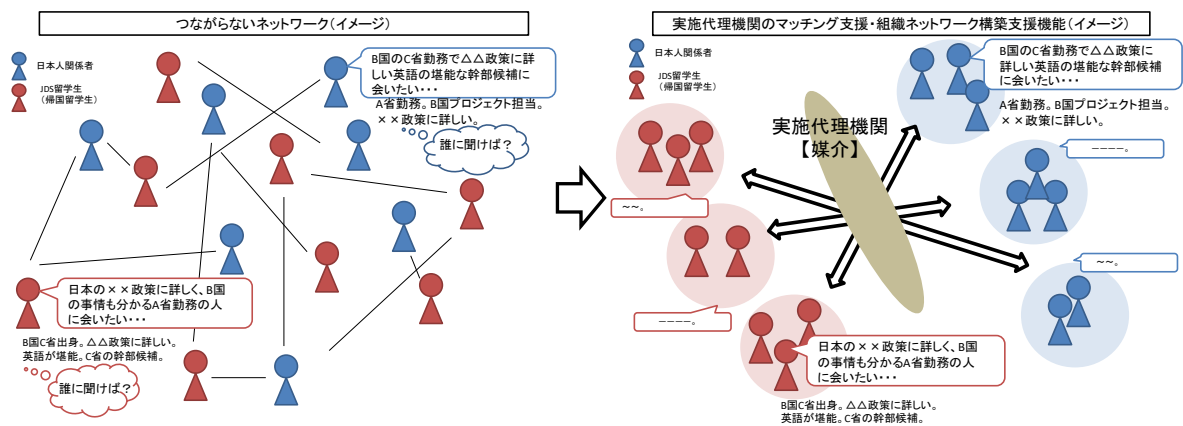 つながらないネットワーク（イメージ）
日本人関係者
JDS留学生
（帰国留学生）
B国のC省勤務で△△政策に詳
しい英語の堪能な幹部候補
に会いたい・・・
A省勤務。B国プロジェクト担当。
××政策に詳しい。
誰に聞けば？
日本の××政策に詳しく、B国
の事情も分かるA省勤務の人
に会いたい・・・
B国C省出身。△△政策に詳しい。
英語が堪能。C省の幹部候補。
誰に聞けば？
実施代理機関のマッチング支援・組織ネットワーク構築支援機能（イメージ）
日本人関係者
JDS留学生
（帰国留学生）
B国のC省勤務で△△政策に
詳しい英語の堪能な幹部候補
に会いたい・・・
A省勤務。B国プロジェクト担当。
××政策に詳しい。
実施代理機関
【媒介】
――――。
～～。
～～。
――――。
日本の××政策に詳しく、B国
の事情も分かるA省勤務の人
に会いたい・・・
B国C省出身。△△政策に詳しい。
英語が堪能。C省の幹部候補。